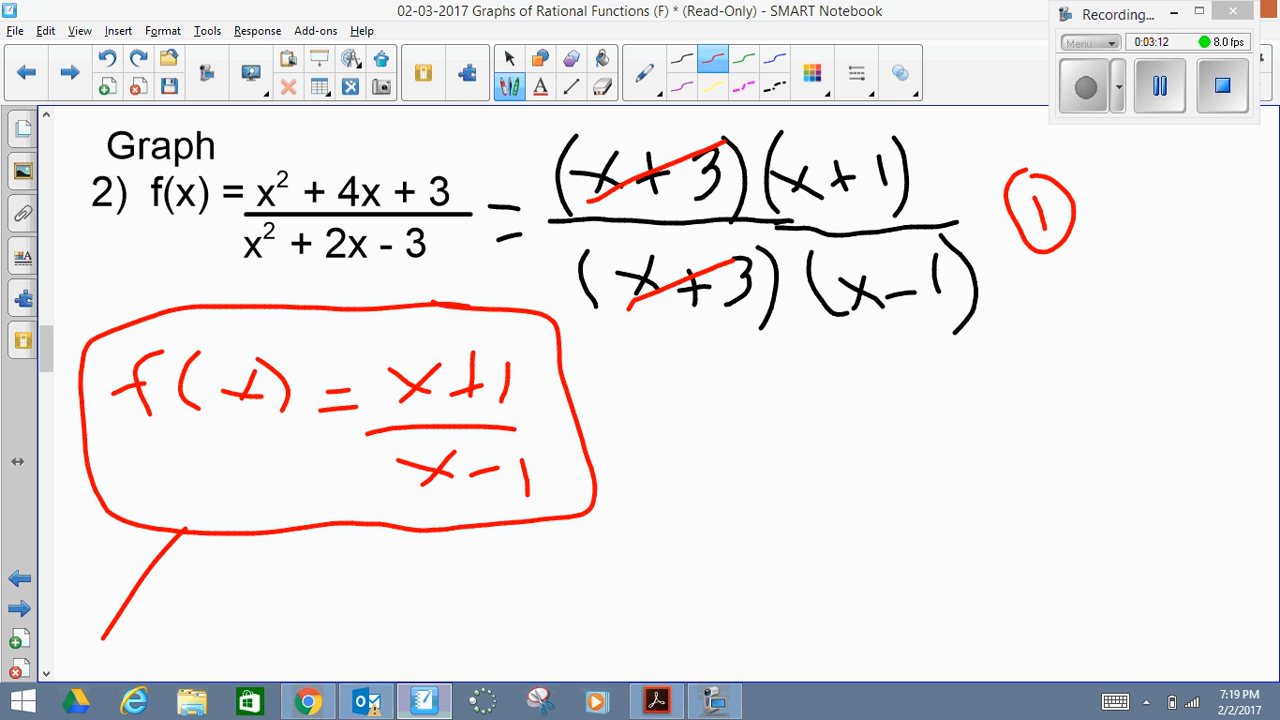 02-03-2017 Graphs of Rational Functions (F) * (Read-Only) - SMART Notebook
File Edit View Insert Format Tools Response Add-ons Help
Recording...
Menu 0:03:12 8.0 fps
Graph
2) f(x) = x² + 4x + 3 = (x + 3)(x + 1) ①
x² + 2x - 3 (x + 3)(x - 1)
f(x) = x + 1
x - 1
7:19 PM
2/2/2017